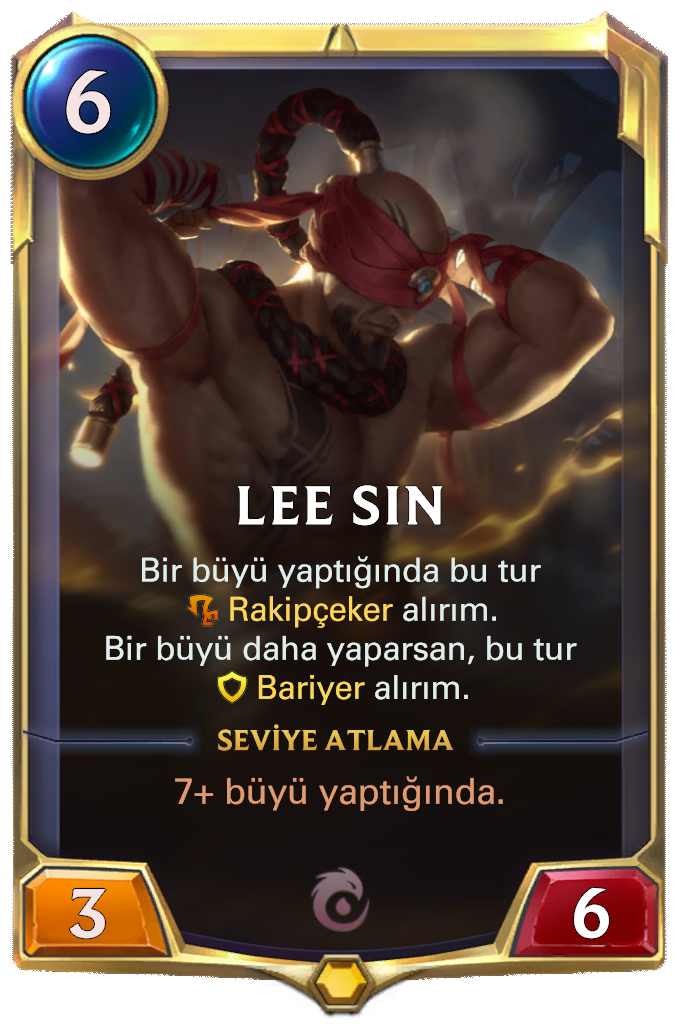 6
LEE SIN
Bir büyü yaptığında bu tur
Rakipçeker alırım.
Bir büyü daha yaparsan, bu tur
Bariyer alırım.
SEVİYE ATLAMA
7+ büyü yaptığında.
3
6